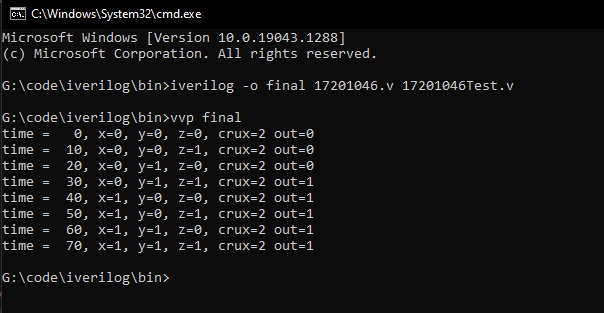 C:\Windows\System32\cmd.exe
Microsoft Windows [Version 10.0.19043.1288]
(c) Microsoft Corporation. All rights reserved.
G:\code\iverilog\bin>iverilog -o final 17201046.v 17201046Test.v
G:\code\iverilog\bin>vvp final
time =   0, x=0, y=0, z=0, crux=2 out=0
time =  10, x=0, y=0, z=1, crux=2 out=0
time =  20, x=0, y=1, z=0, crux=2 out=0
time =  30, x=0, y=1, z=1, crux=2 out=1
time =  40, x=1, y=0, z=0, crux=2 out=1
time =  50, x=1, y=0, z=1, crux=2 out=1
time =  60, x=1, y=1, z=0, crux=2 out=1
time =  70, x=1, y=1, z=1, crux=2 out=1
G:\code\iverilog\bin>